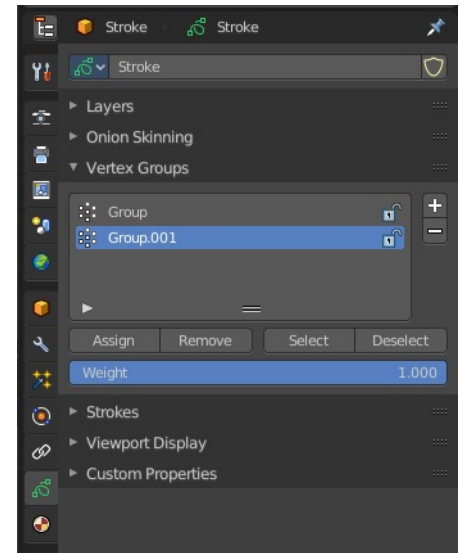 Stroke Stroke
Stroke
Layers
Onion Skinning
Vertex Groups
Group
Group.001
Assign Remove Select Deselect
Weight 1.000
Strokes
Viewport Display
Custom Properties